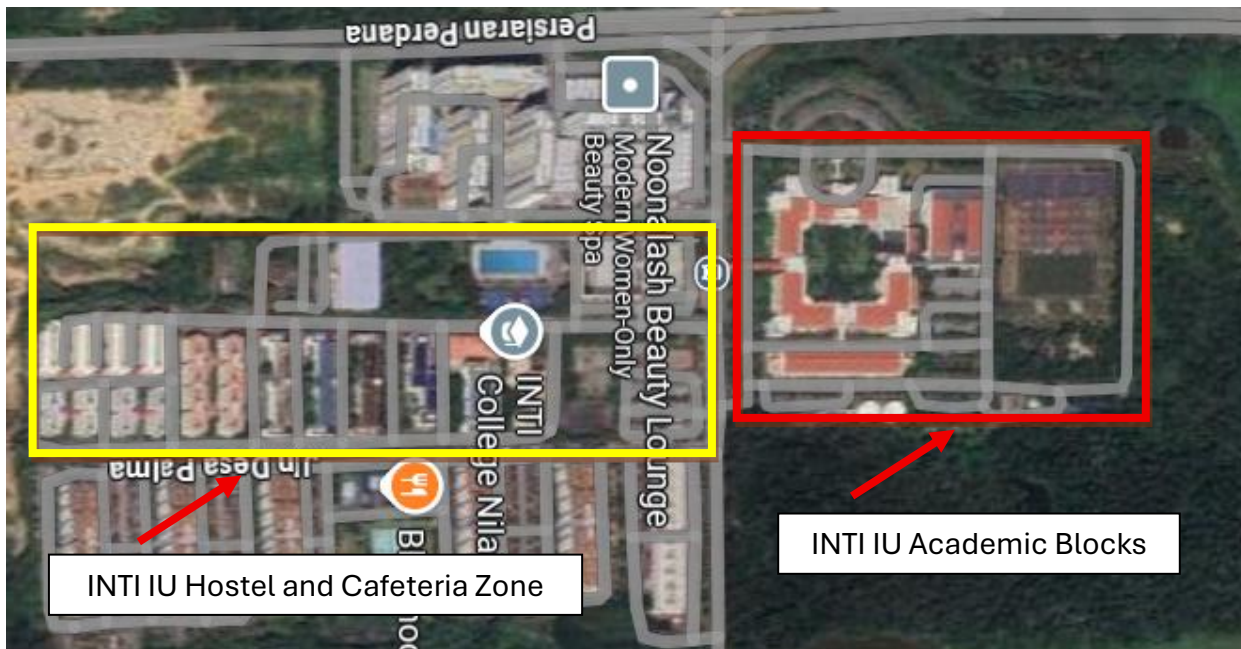 Persiaran Perdana
Noonalash Beauty Lounge
Modern Women-Only
Beauty Spa
INTI
College Nila
Jln Desa Palma
INTI IU Hostel and Cafeteria Zone
INTI IU Academic Blocks